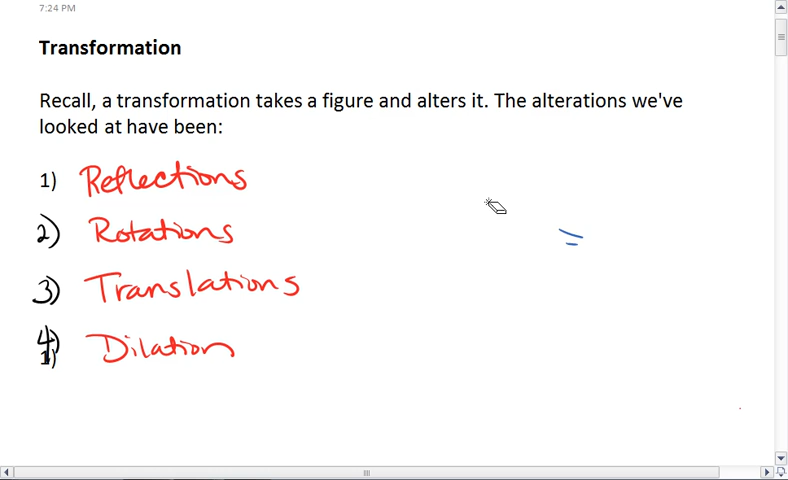 7:24 PM
Transformation
Recall, a transformation takes a figure and alters it. The alterations we've
looked at have been:
1) Reflections
2) Rotations
3) Translations
4) Dilation